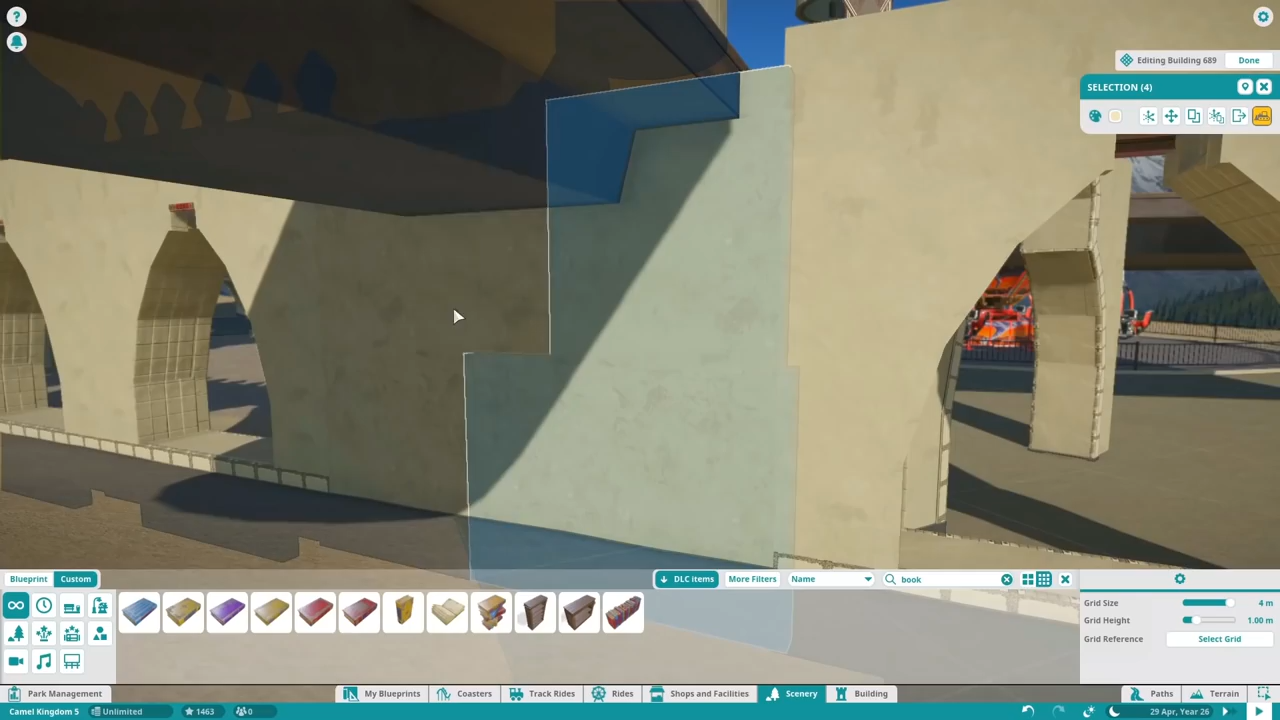 Editing Building 689
Done
SELECTION (4)
Blueprint
Custom
DLC items
More Filters
Name
book
Grid Size
4 m
Grid Height
1.00 m
Grid Reference
Select Grid
Park Management
My Blueprints
Coasters
Track Rides
Rides
Shops and Facilities
Scenery
Building
Paths
Terrain
Camel Kingdom 5
Unlimited
1463
0
29 Apr, Year 26